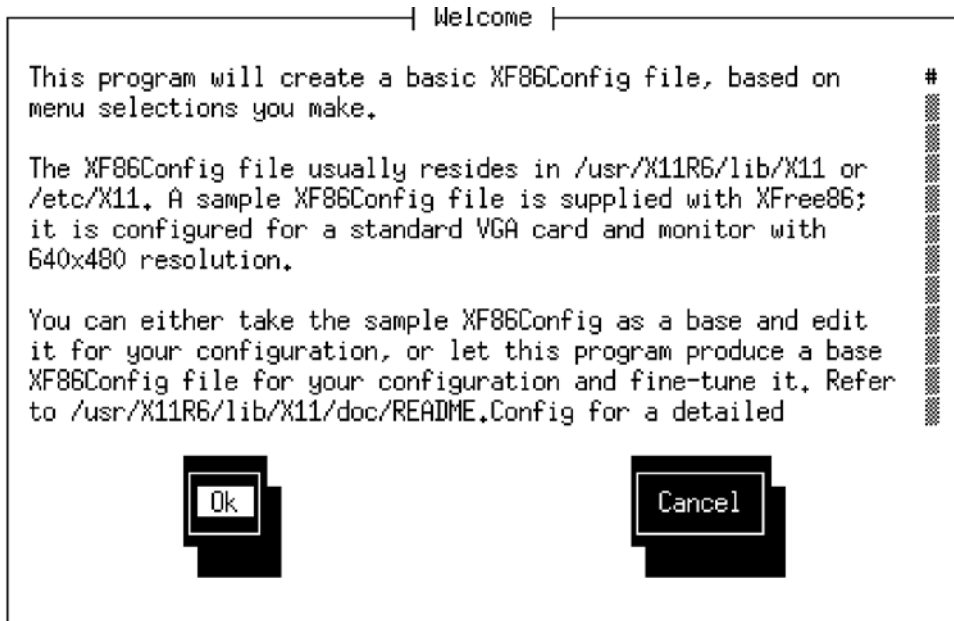 Welcome
This program will create a basic XF86Config file, based on #
menu selections you make.
The XF86Config file usually resides in /usr/X11R6/lib/X11 or
/etc/X11. A sample XF86Config file is supplied with XFree86;
it is configured for a standard VGA card and monitor with
640x480 resolution.
You can either take the sample XF86Config as a base and edit
it for your configuration, or let this program produce a base
XF86Config file for your configuration and fine-tune it. Refer
to /usr/X11R6/lib/X11/doc/README.Config for a detailed
Ok Cancel